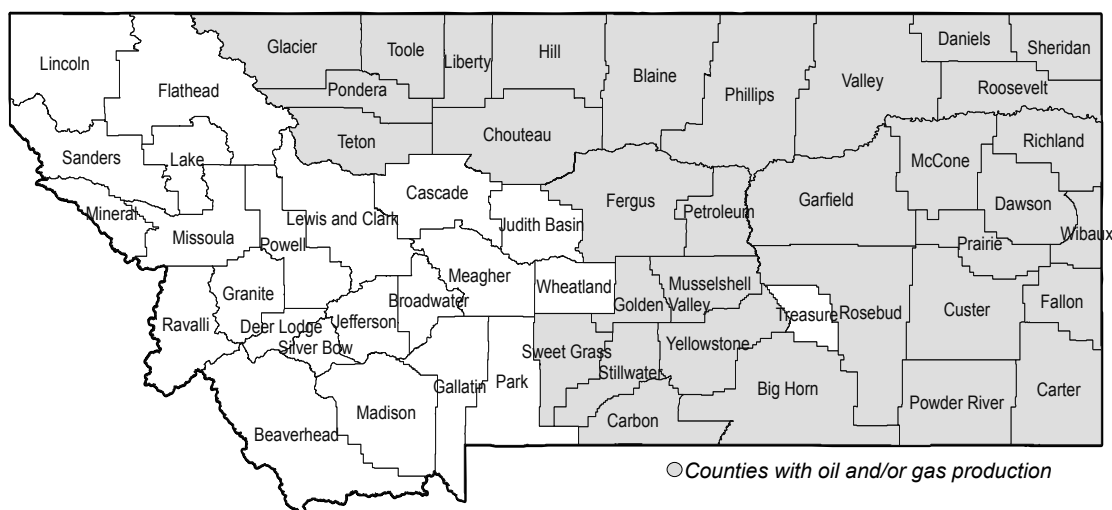 Glacier
Toole
Liberty
Hill
Blaine
Phillips
Valley
Daniels
Sheridan
Roosevelt
Lincoln
Flathead
Pondera
Teton
Chouteau
Richland
McCone
Sanders
Lake
Cascade
Fergus
Petroleum
Garfield
Dawson
Mineral
Missoula
Powell
Lewis and Clark
Judith Basin
Prairie
Wibaux
Meagher
Wheatland
Musselshell
Golden Valley
Granite
Broadwater
Treasure
Rosebud
Custer
Fallon
Ravalli
Deer Lodge
Jefferson
Silver Bow
Sweet Grass
Stillwater
Yellowstone
Gallatin
Park
Big Horn
Powder River
Carter
Madison
Beaverhead
Carbon
Counties with oil and/or gas production